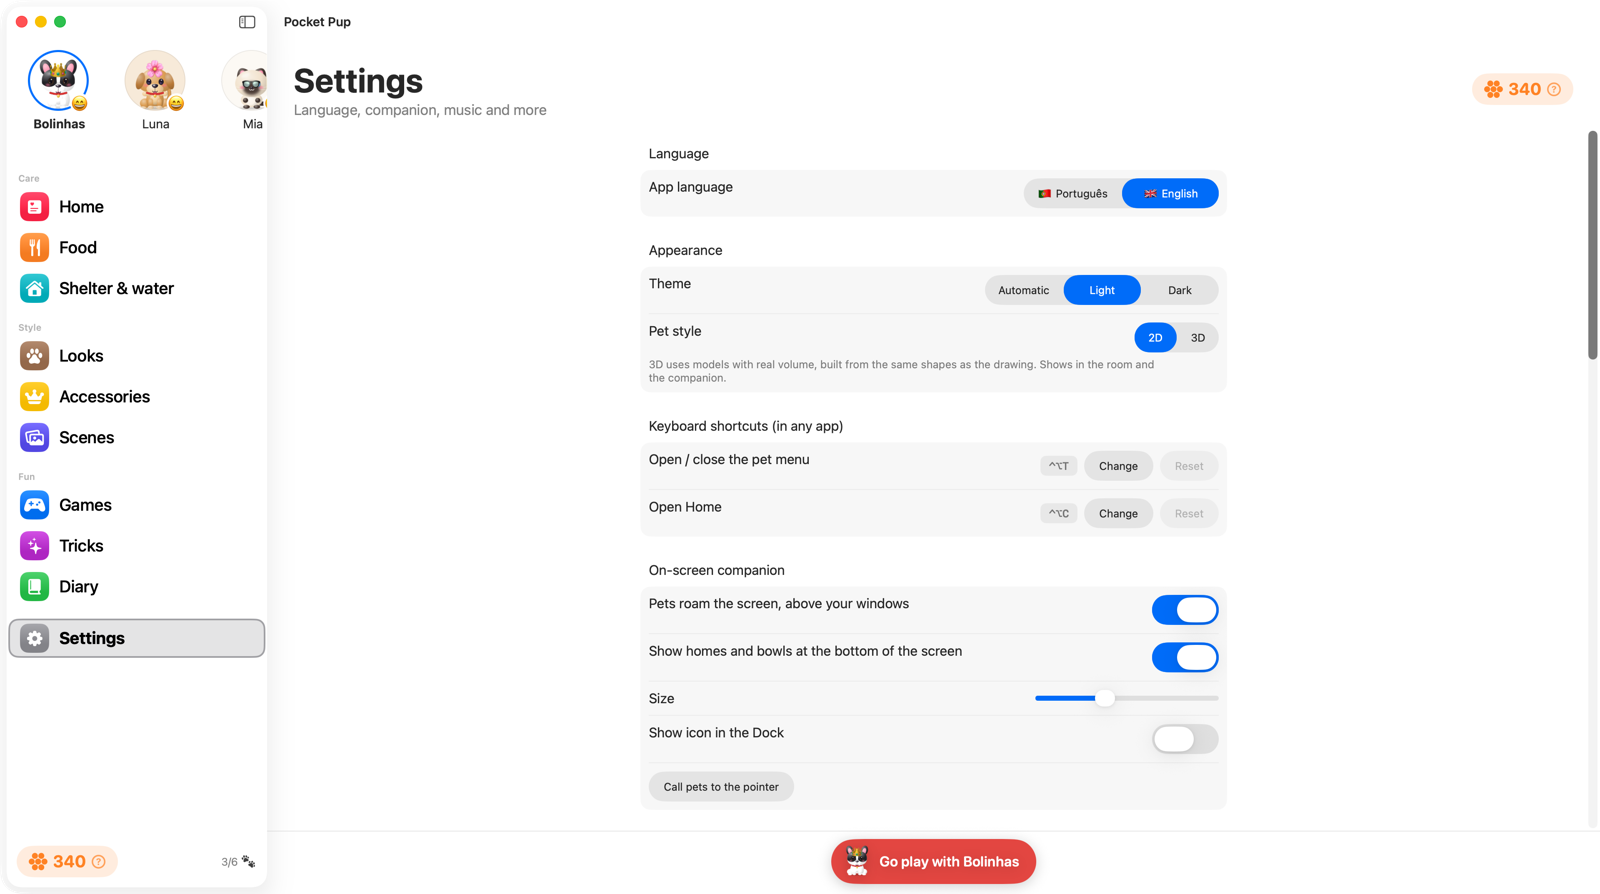 Pocket Pup
Bolinhas
Luna
Mia
Care
Home
Food
Shelter & water
Style
Looks
Accessories
Scenes
Fun
Games
Tricks
Diary
Settings
340
3/6
Settings
Language, companion, music and more
340
Language
App language
Português
English
Appearance
Theme
Automatic
Light
Dark
Pet style
2D
3D
3D uses models with real volume, built from the same shapes as the drawing. Shows in the room and
the companion.
Keyboard shortcuts (in any app)
Open / close the pet menu
^⌥T
Change
Reset
Open Home
^⌥C
Change
Reset
On-screen companion
Pets roam the screen, above your windows
Show homes and bowls at the bottom of the screen
Size
Show icon in the Dock
Call pets to the pointer
Go play with Bolinhas